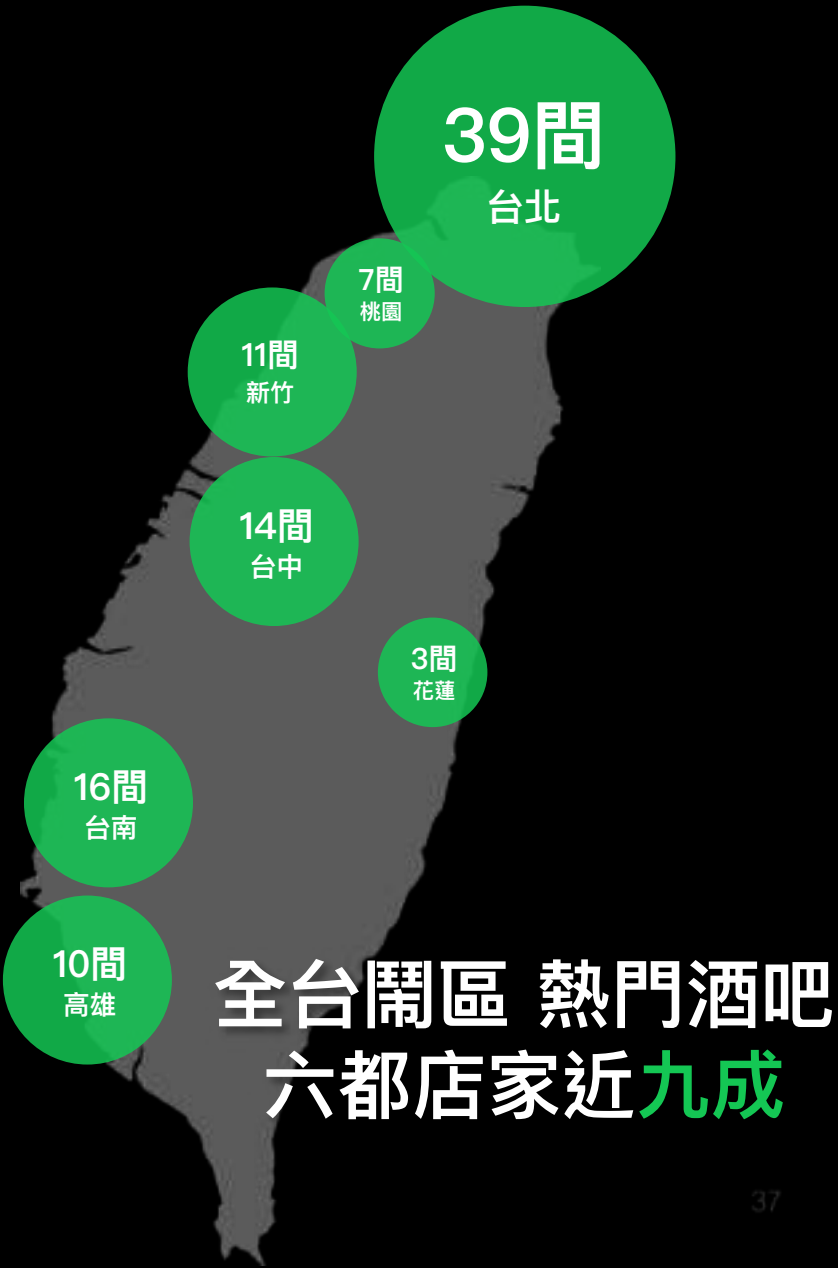 39間
台北
7間
桃園
11間
新竹
14間
台中
3間
花蓮
16間
台南
10間
高雄
全台鬧區 熱門酒吧
六都店家近九成
37